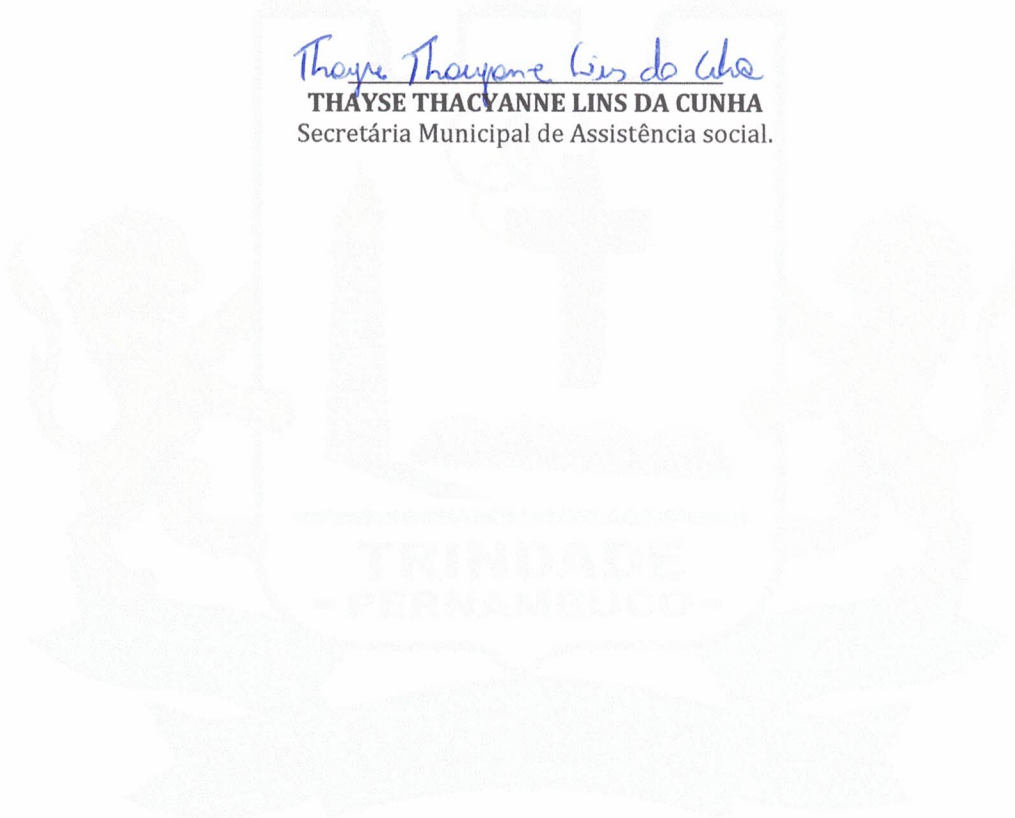 Thayse Thacyanne Lins da Cunha
THAYSE THACYANNE LINS DA CUNHA
Secretária Municipal de Assistência social.
TRINDADE
- PERNAMBUCO -